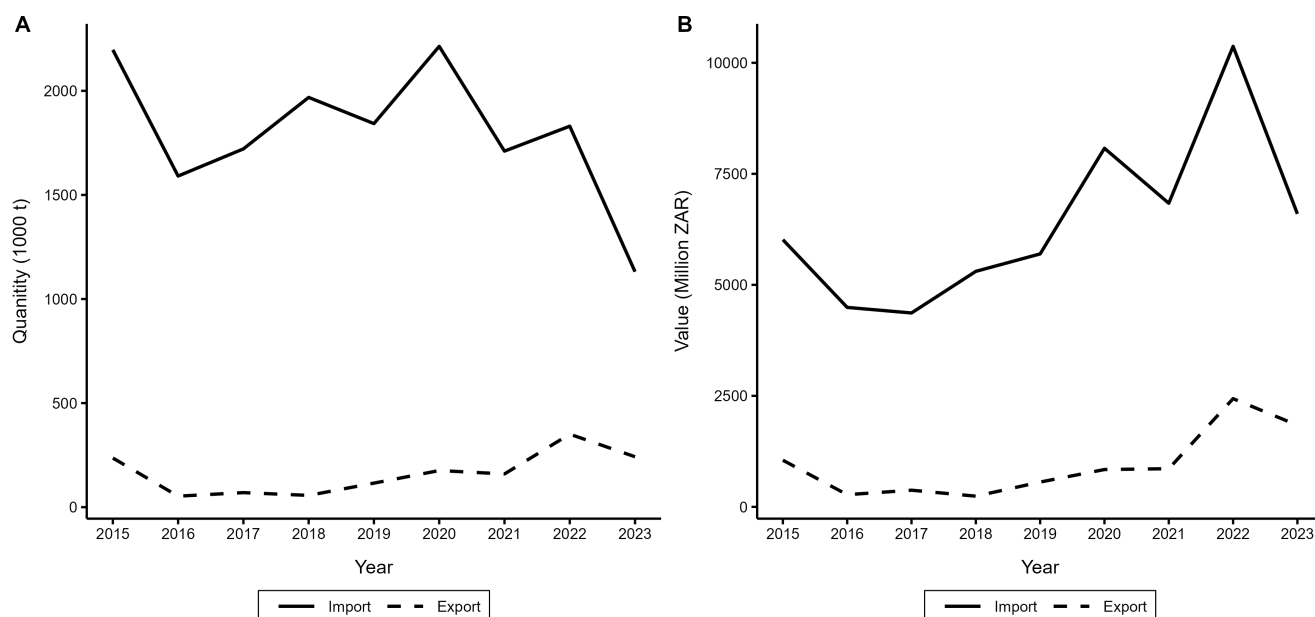 A
Quanitity (1000 t)
2000
1500
1000
500
0
2015 2016 2017 2018 2019 2020 2021 2022 2023
Year
Import Export
B
Value (Million ZAR)
10000
7500
5000
2500
0
2015 2016 2017 2018 2019 2020 2021 2022 2023
Year
Import Export